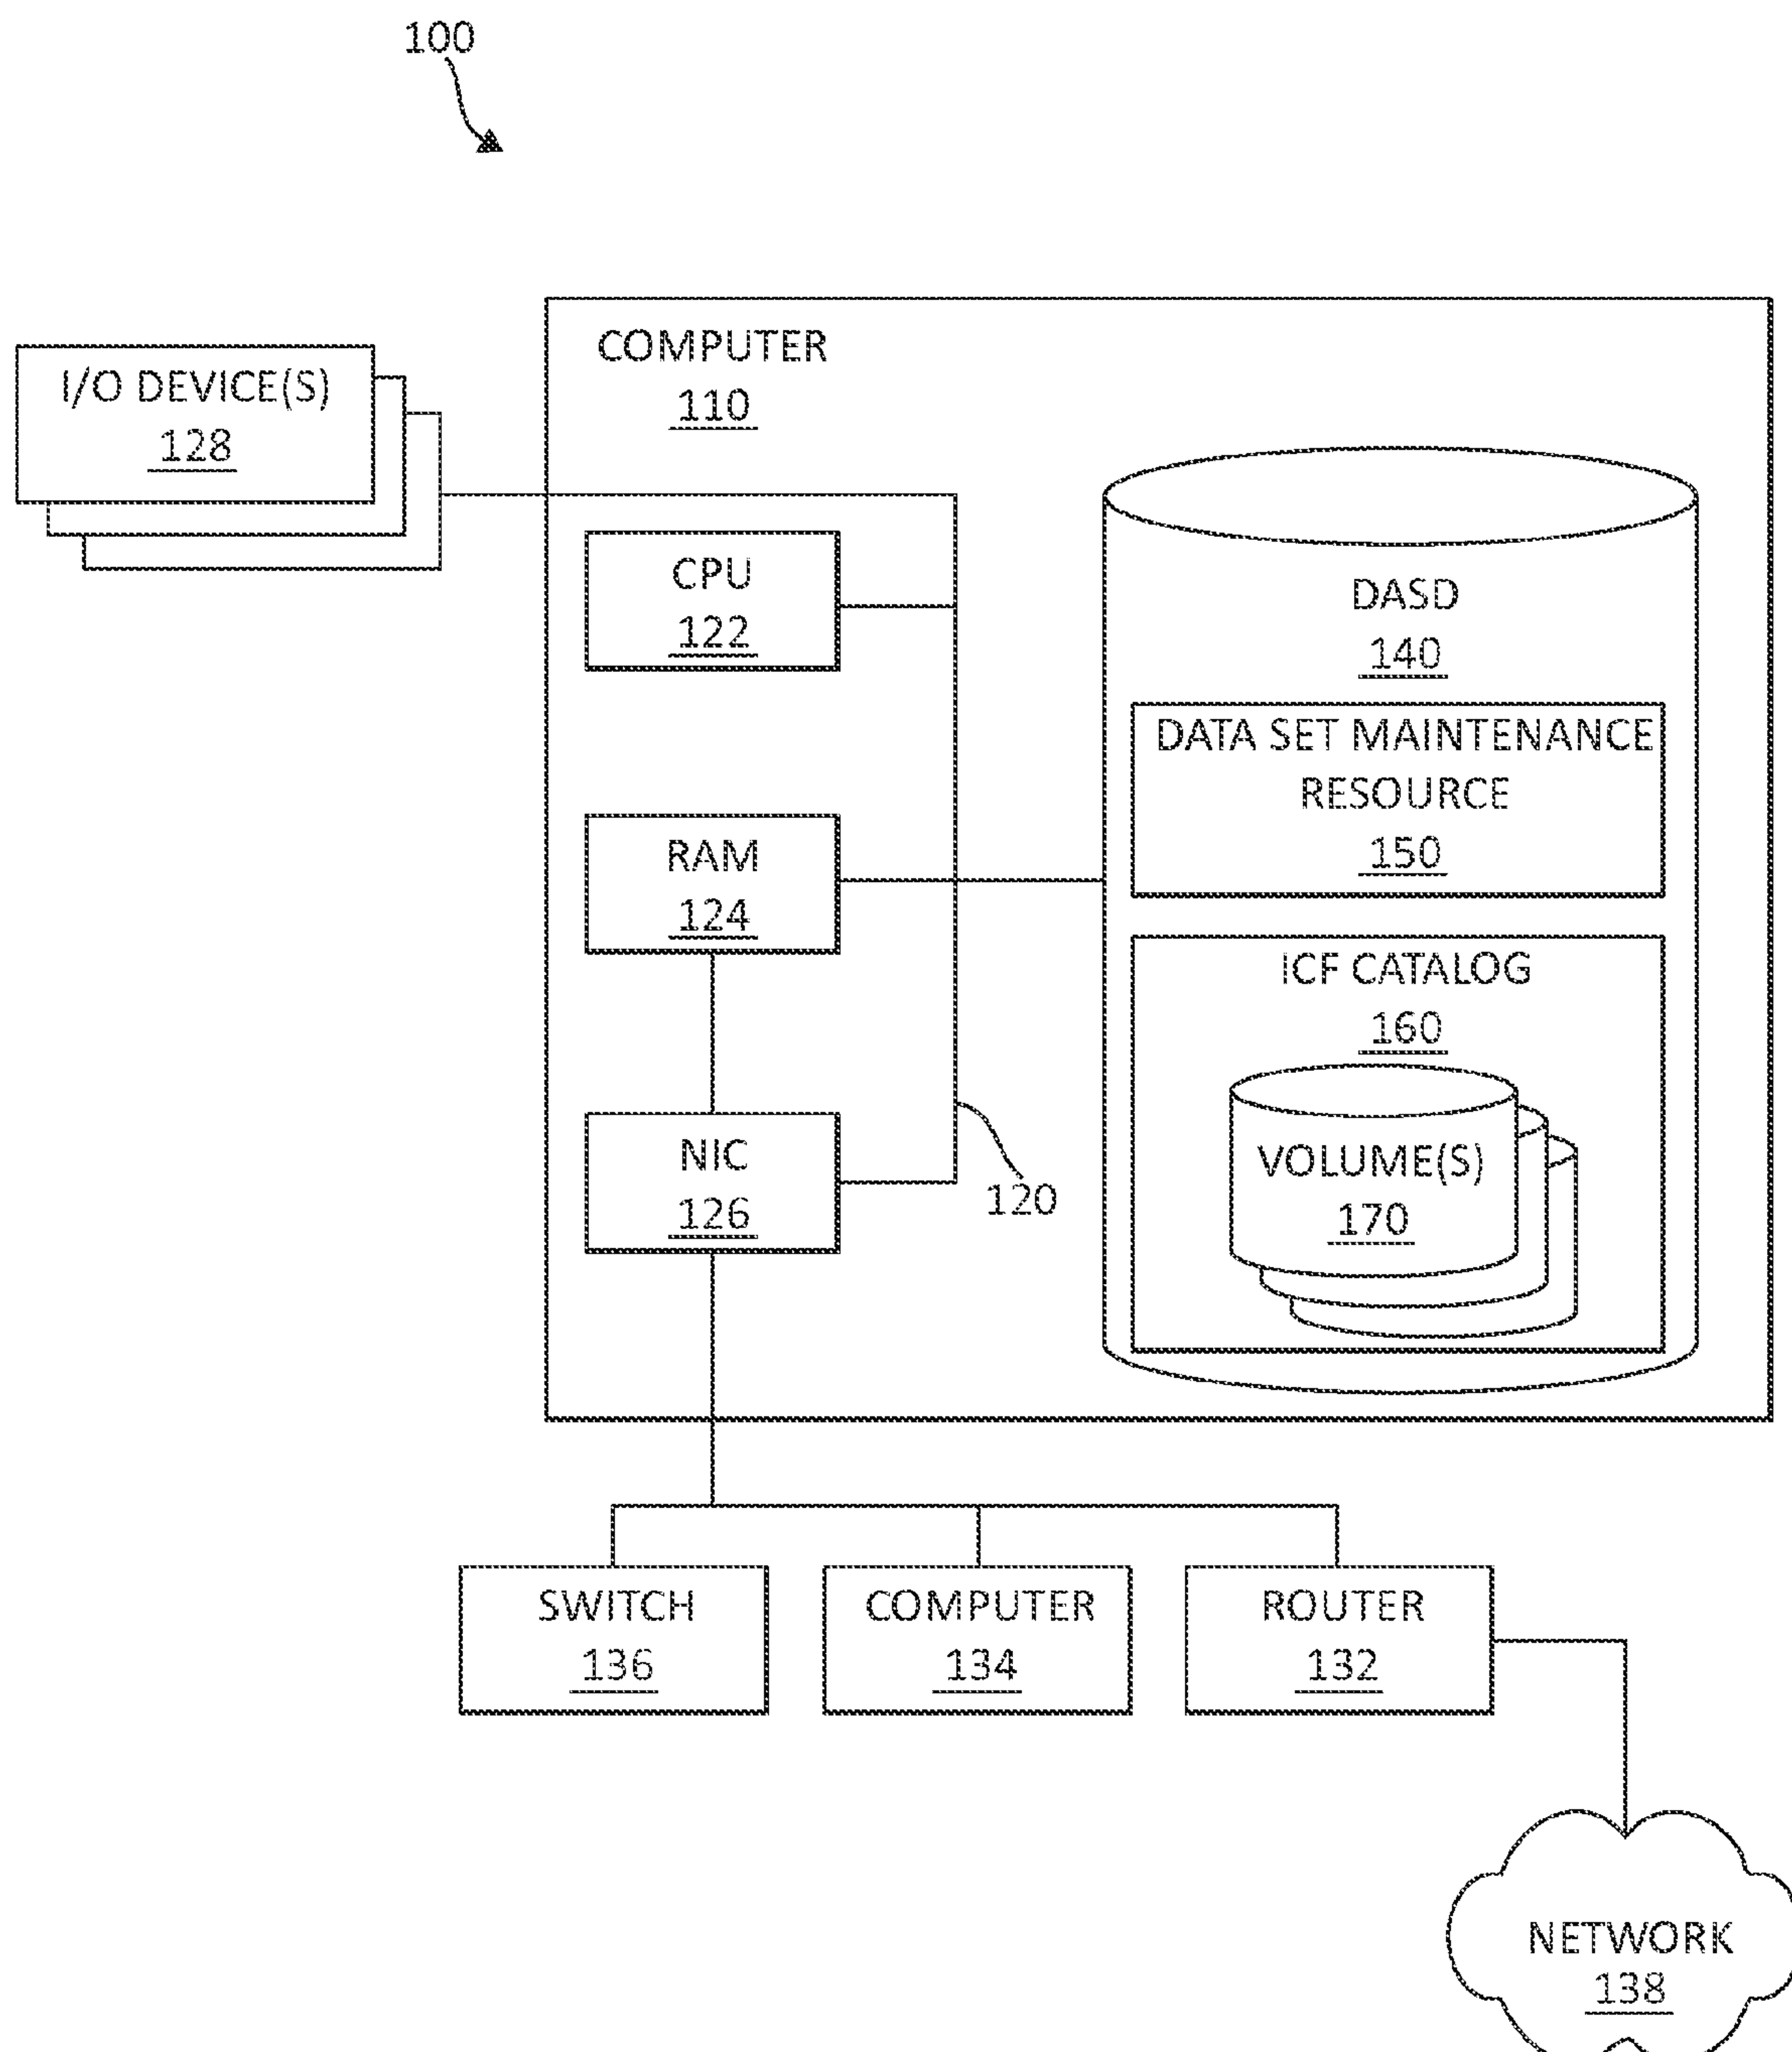 100
COMPUTER
110
I/O DEVICE(S)
128
CPU
122
DASD
140
DATA SET MAINTENANCE
RESOURCE
150
RAM
124
ICF CATALOG
160
NIC
126
VOLUME(S)
170
120
SWITCH
136
COMPUTER
134
ROUTER
132
NETWORK
138